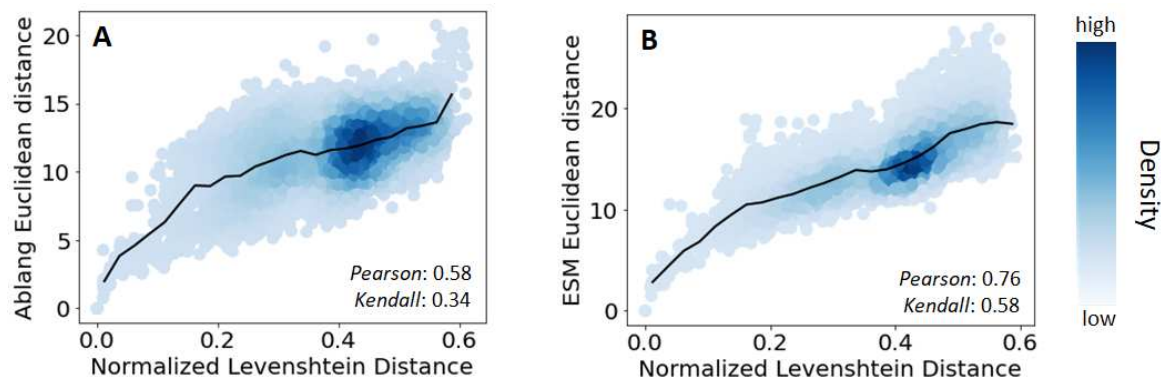 A
Ablang Euclidean distance
20
15
10
5
0
Pearson: 0.58
Kendall: 0.34
0.0 0.2 0.4 0.6
Normalized Levenshtein Distance
B
ESM Euclidean distance
20
10
0
Pearson: 0.76
Kendall: 0.58
0.0 0.2 0.4 0.6
Normalized Levenshtein Distance
high
Density
low